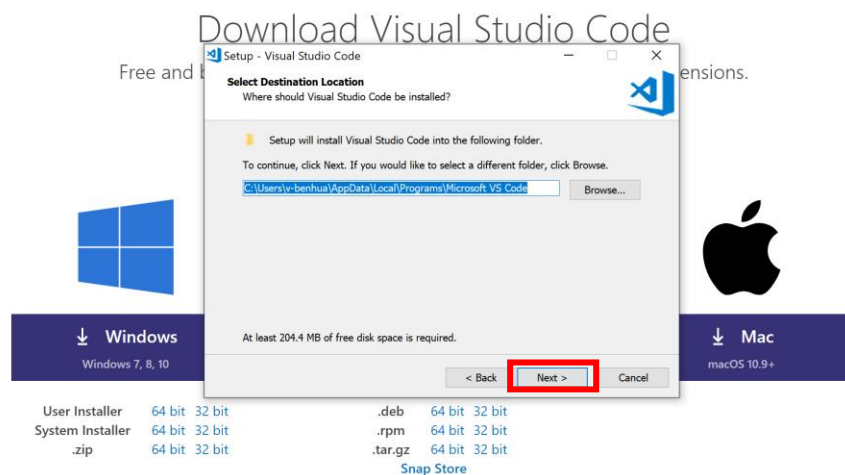 Download Visual Studio Code
Setup - Visual Studio Code
Free and
ensions.
Select Destination Location
Where should Visual Studio Code be installed?
Setup will install Visual Studio Code into the following folder.
To continue, click Next. If you would like to select a different folder, click Browse.
C:\Users\v-benhua\AppData\Local\Programs\Microsoft VS Code
Browse...
At least 204.4 MB of free disk space is required.
Windows
Windows 7, 8, 10
Mac
macOS 10.9+
< Back Next > Cancel
User Installer 64 bit 32 bit .deb 64 bit 32 bit
System Installer 64 bit 32 bit .rpm 64 bit 32 bit
.zip 64 bit 32 bit .tar.gz 64 bit 32 bit
Snap Store